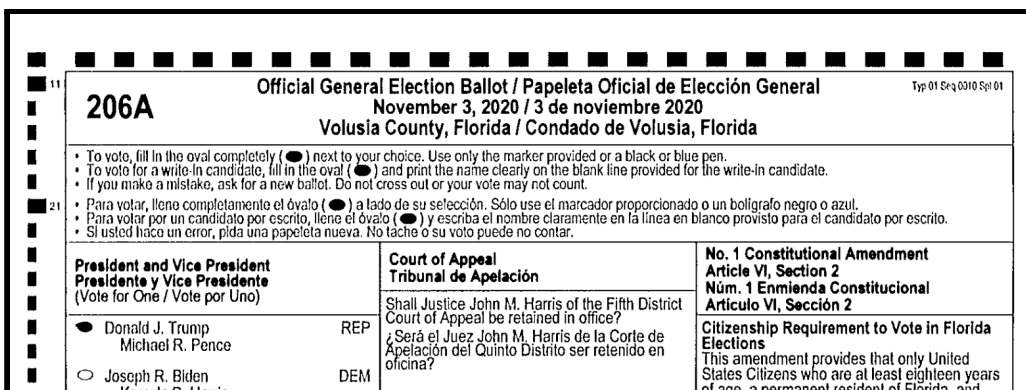 11
206A
Official General Election Ballot / Papeleta Oficial de Elección General
November 3, 2020 / 3 de noviembre 2020
Volusia County, Florida / Condado de Volusia, Florida
Typ 01 Seq 0010 Spl 01
• To vote, fill in the oval completely ( ) next to your choice. Use only the marker provided or a black or blue pen.
• To vote for a write-in candidate, fill in the oval ( ) and print the name clearly on the blank line provided for the write-in candidate.
• If you make a mistake, ask for a new ballot. Do not cross out or your vote may not count.
21
• Para votar, llene completamente el óvalo ( ) a lado de su selección. Sólo use el marcador proporcionado o un bolígrafo negro o azul.
• Para votar por un candidato por escrito, llene el óvalo ( ) y escriba el nombre claramente en la línea en blanco provisto para el candidato por escrito.
• Si usted hace un error, pida una papeleta nueva. No tache o su voto puede no contar.
President and Vice President
Presidente y Vice Presidente
(Vote for One / Vote por Uno)
Donald J. Trump REP
Michael R. Pence
Joseph R. Biden DEM
Kamala D. Harris
Court of Appeal
Tribunal de Apelación
Shall Justice John M. Harris of the Fifth District
Court of Appeal be retained in office?
¿Será el Juez John M. Harris de la Corte de
Apelación del Quinto Distrito ser retenido en
oficina?
No. 1 Constitutional Amendment
Article VI, Section 2
Núm. 1 Enmienda Constitucional
Artículo VI, Sección 2
Citizenship Requirement to Vote in Florida
Elections
This amendment provides that only United
States Citizens who are at least eighteen years
of age, a permanent resident of Florida, and